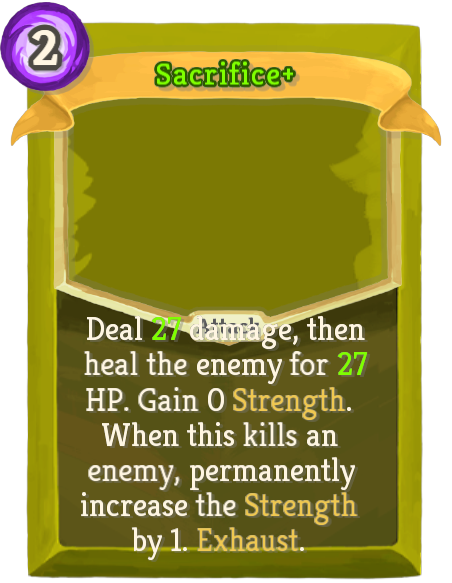 2
Sacrifice+
Attack
Deal 27 damage, then
heal the enemy for 27
HP. Gain 0 Strength.
When this kills an
enemy, permanently
increase the Strength
by 1. Exhaust.